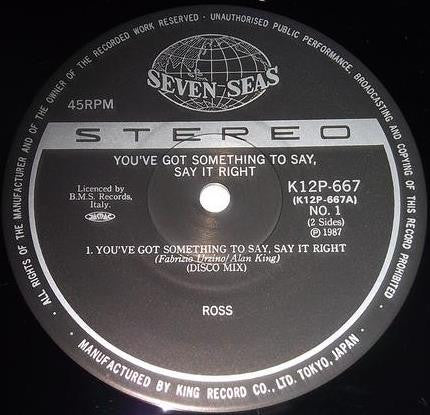 ALL RIGHTS OF THE MANUFACTURER AND OF THE OWNER OF THE RECORDED WORK RESERVED · UNAUTHORISED PUBLIC PERFORMANCE, BROADCASTING AND COPYING OF THIS RECORD PROHIBITED ·
SEVEN SEAS
45RPM
STEREO
YOU'VE GOT SOMETHING TO SAY,
SAY IT RIGHT
Licenced by
B.M.S. Records,
Italy.
JASRAC
K12P-667
(K12P-667A)
NO. 1
(2 Sides)
Ⓟ 1987
1. YOU'VE GOT SOMETHING TO SAY, SAY IT RIGHT
(Fabrizio Urzino/Alan King)
(DISCO MIX)
ROSS
· MANUFACTURED BY KING RECORD CO., LTD. TOKYO, JAPAN ·